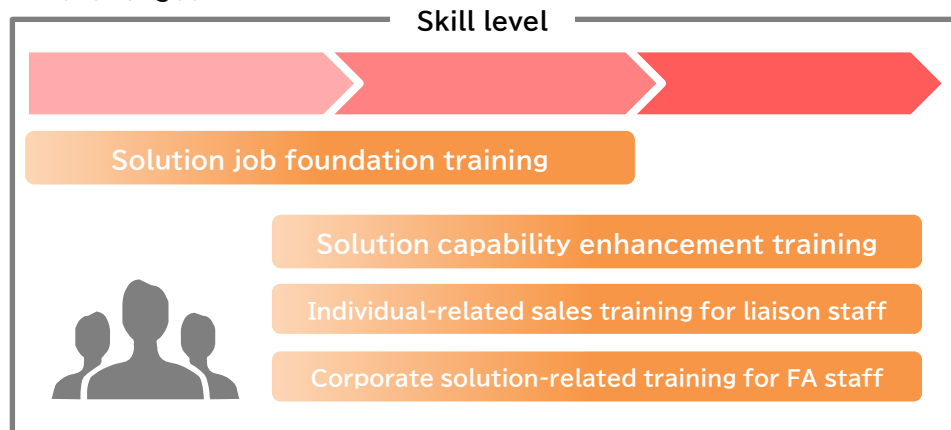 Skill level
Solution job foundation training
Solution capability enhancement training
Individual-related sales training for liaison staff
Corporate solution-related training for FA staff